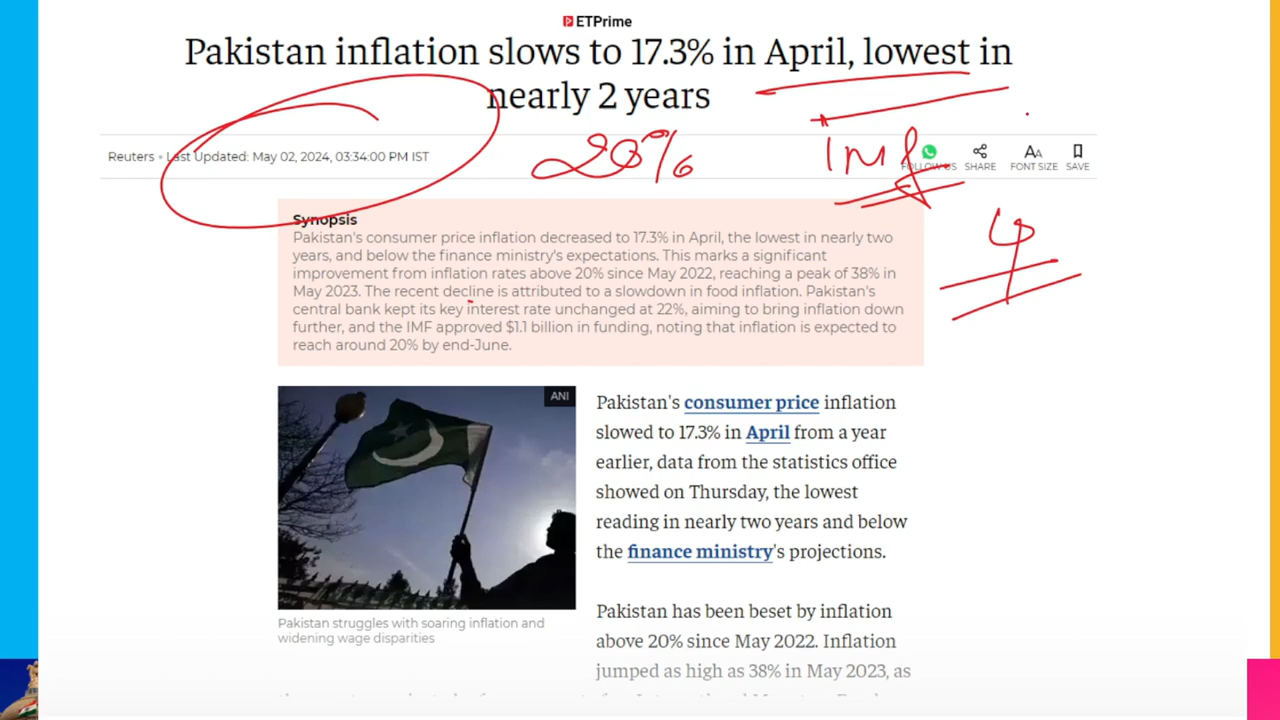 ETPrime
Pakistan inflation slows to 17.3% in April, lowest in
nearly 2 years
20%
IMF
Reuters • Last Updated: May 02, 2024, 03:34:00 PM IST
FOLLOW US SHARE FONT SIZE SAVE
Synopsis
Pakistan's consumer price inflation decreased to 17.3% in April, the lowest in nearly two
years, and below the finance ministry's expectations. This marks a significant
improvement from inflation rates above 20% since May 2022, reaching a peak of 38% in
May 2023. The recent decline is attributed to a slowdown in food inflation. Pakistan's
central bank kept its key interest rate unchanged at 22%, aiming to bring inflation down
further, and the IMF approved $1.1 billion in funding, noting that inflation is expected to
reach around 20% by end-June.
ANI
Pakistan struggles with soaring inflation and
widening wage disparities
Pakistan's consumer price inflation
slowed to 17.3% in April from a year
earlier, data from the statistics office
showed on Thursday, the lowest
reading in nearly two years and below
the finance ministry's projections.
Pakistan has been beset by inflation
above 20% since May 2022. Inflation
jumped as high as 38% in May 2023, as